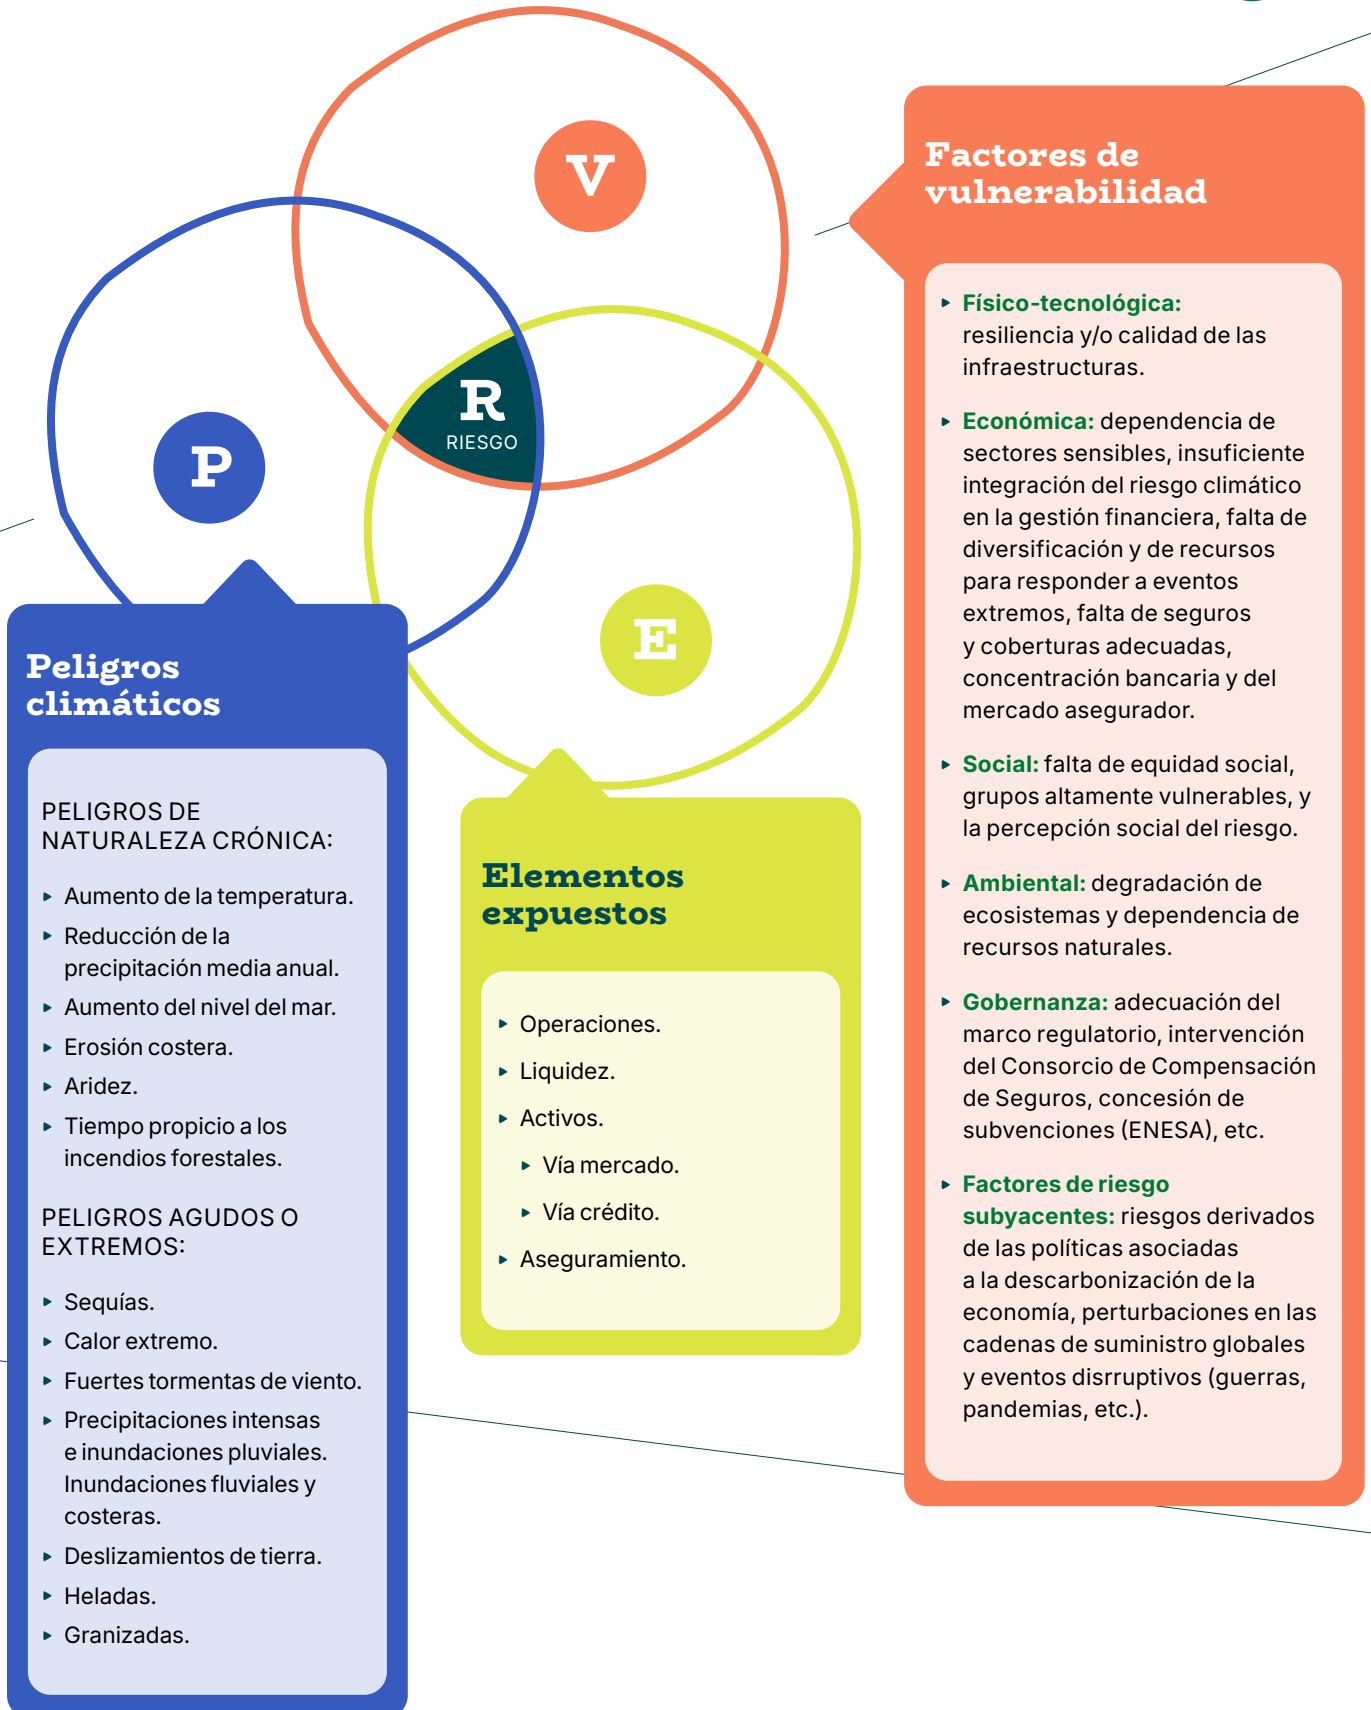 V
P
R
RIESGO
E
Peligros
climáticos
PELIGROS DE
NATURALEZA CRÓNICA:
Aumento de la temperatura.
Reducción de la
precipitación media anual.
Aumento del nivel del mar.
Erosión costera.
Aridez.
Tiempo propicio a los
incendios forestales.
PELIGROS AGUDOS O
EXTREMOS:
Sequías.
Calor extremo.
Fuertes tormentas de viento.
Precipitaciones intensas
e inundaciones pluviales.
Inundaciones fluviales y
costeras.
Deslizamientos de tierra.
Heladas.
Granizadas.
Elementos
expuestos
Operaciones.
Liquidez.
Activos.
Vía mercado.
Vía crédito.
Aseguramiento.
Factores de
vulnerabilidad
Físico-tecnológica:
resiliencia y/o calidad de las
infraestructuras.
Económica: dependencia de
sectores sensibles, insuficiente
integración del riesgo climático
en la gestión financiera, falta de
diversificación y de recursos
para responder a eventos
extremos, falta de seguros
y coberturas adecuadas,
concentración bancaria y del
mercado asegurador.
Social: falta de equidad social,
grupos altamente vulnerables, y
la percepción social del riesgo.
Ambiental: degradación de
ecosistemas y dependencia de
recursos naturales.
Gobernanza: adecuación del
marco regulatorio, intervención
del Consorcio de Compensación
de Seguros, concesión de
subvenciones (ENESA), etc.
Factores de riesgo
subyacentes: riesgos derivados
de las políticas asociadas
a la descarbonización de la
economía, perturbaciones en las
cadenas de suministro globales
y eventos disrruptivos (guerras,
pandemias, etc.).